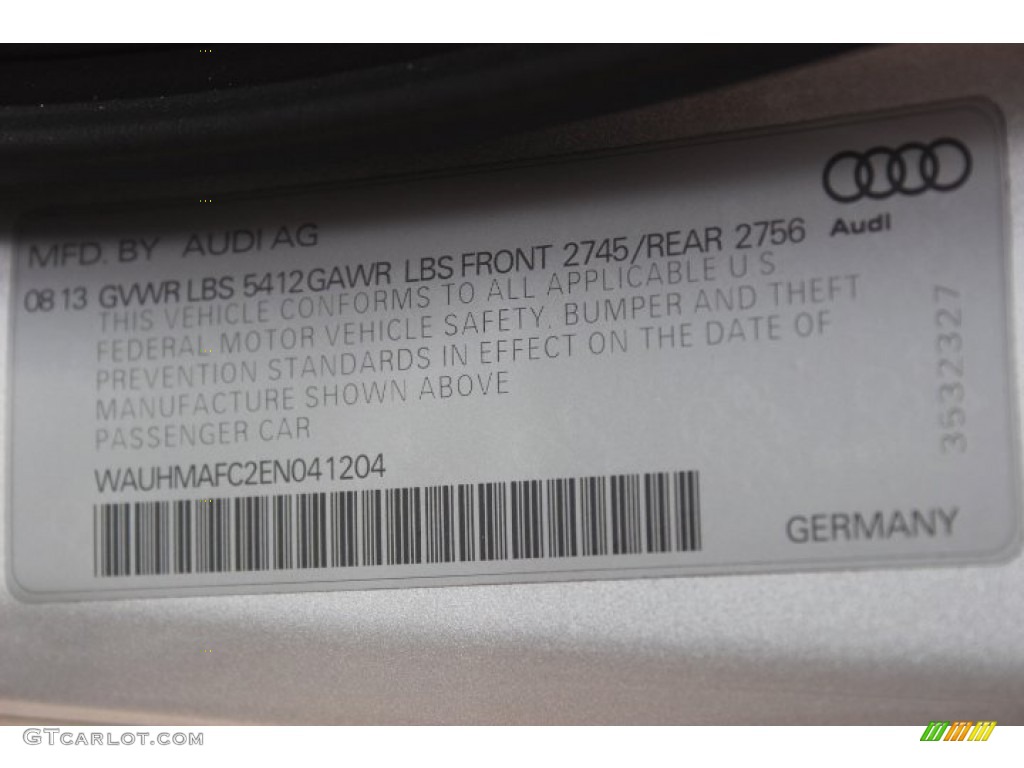 Audi
MFD. BY AUDI AG
08 13 GVWR LBS 5412 GAWR LBS FRONT 2745/REAR 2756
THIS VEHICLE CONFORMS TO ALL APPLICABLE U S
FEDERAL MOTOR VEHICLE SAFETY, BUMPER AND THEFT
PREVENTION STANDARDS IN EFFECT ON THE DATE OF
MANUFACTURE SHOWN ABOVE
PASSENGER CAR
WAUHMAFC2EN041204
3532327
GERMANY
GTCARLOT.COM